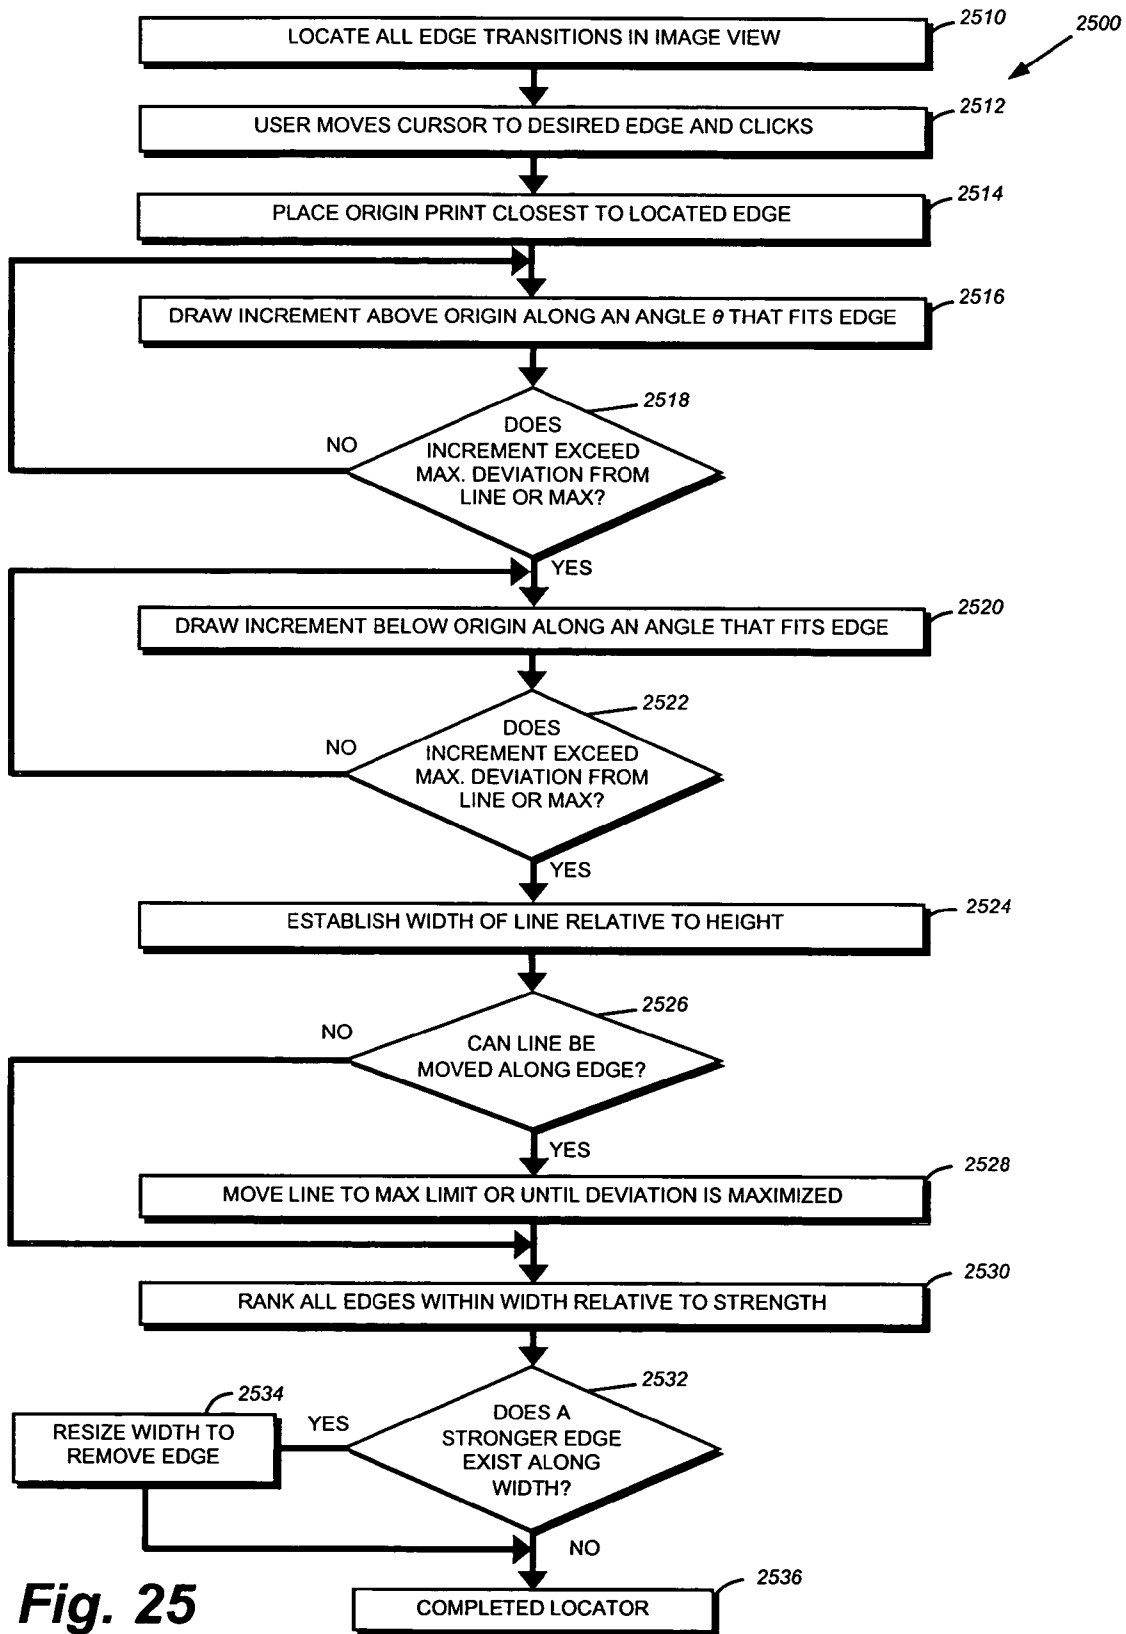 2510
LOCATE ALL EDGE TRANSITIONS IN IMAGE VIEW
2500
2512
USER MOVES CURSOR TO DESIRED EDGE AND CLICKS
2514
PLACE ORIGIN PRINT CLOSEST TO LOCATED EDGE
2516
DRAW INCREMENT ABOVE ORIGIN ALONG AN ANGLE θ THAT FITS EDGE
2518
NO
DOES
INCREMENT EXCEED
MAX. DEVIATION FROM
LINE OR MAX?
YES
2520
DRAW INCREMENT BELOW ORIGIN ALONG AN ANGLE THAT FITS EDGE
2522
NO
DOES
INCREMENT EXCEED
MAX. DEVIATION FROM
LINE OR MAX?
YES
2524
ESTABLISH WIDTH OF LINE RELATIVE TO HEIGHT
2526
NO
CAN LINE BE
MOVED ALONG EDGE?
YES
2528
MOVE LINE TO MAX LIMIT OR UNTIL DEVIATION IS MAXIMIZED
2530
RANK ALL EDGES WITHIN WIDTH RELATIVE TO STRENGTH
2532
2534
RESIZE WIDTH TO
REMOVE EDGE
YES
DOES A
STRONGER EDGE
EXIST ALONG
WIDTH?
NO
2536
COMPLETED LOCATOR
Fig. 25